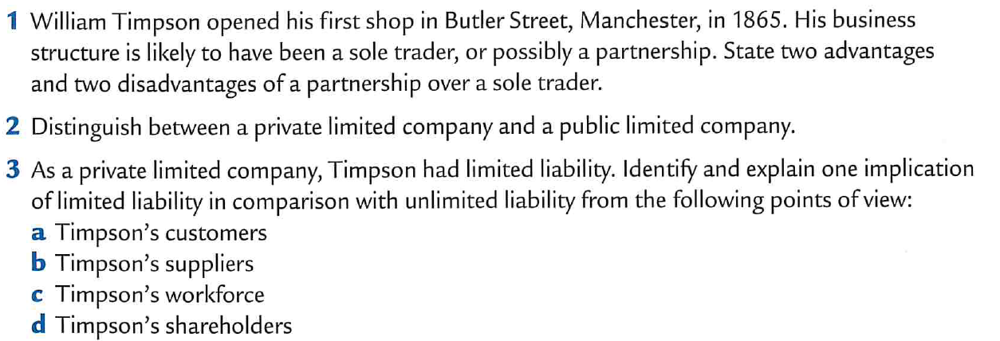 1 William Timpson opened his first shop in Butler Street, Manchester, in 1865. His business
structure is likely to have been a sole trader, or possibly a partnership. State two advantages
and two disadvantages of a partnership over a sole trader.
2 Distinguish between a private limited company and a public limited company.
3 As a private limited company, Timpson had limited liability. Identify and explain one implication
of limited liability in comparison with unlimited liability from the following points of view:
a Timpson's customers
b Timpson's suppliers
c Timpson's workforce
d Timpson's shareholders